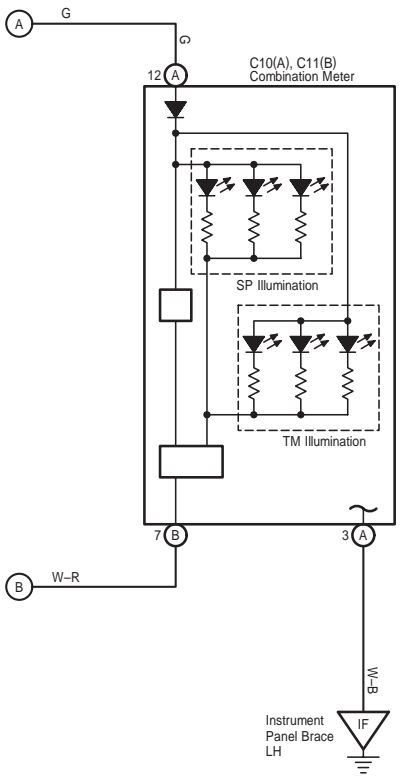 A
G
G
12 A
C10(A), C11(B)
Combination Meter
SP Illumination
TM Illumination
7 B
3 A
B
W–R
W–B
Instrument
Panel Brace
LH
IF